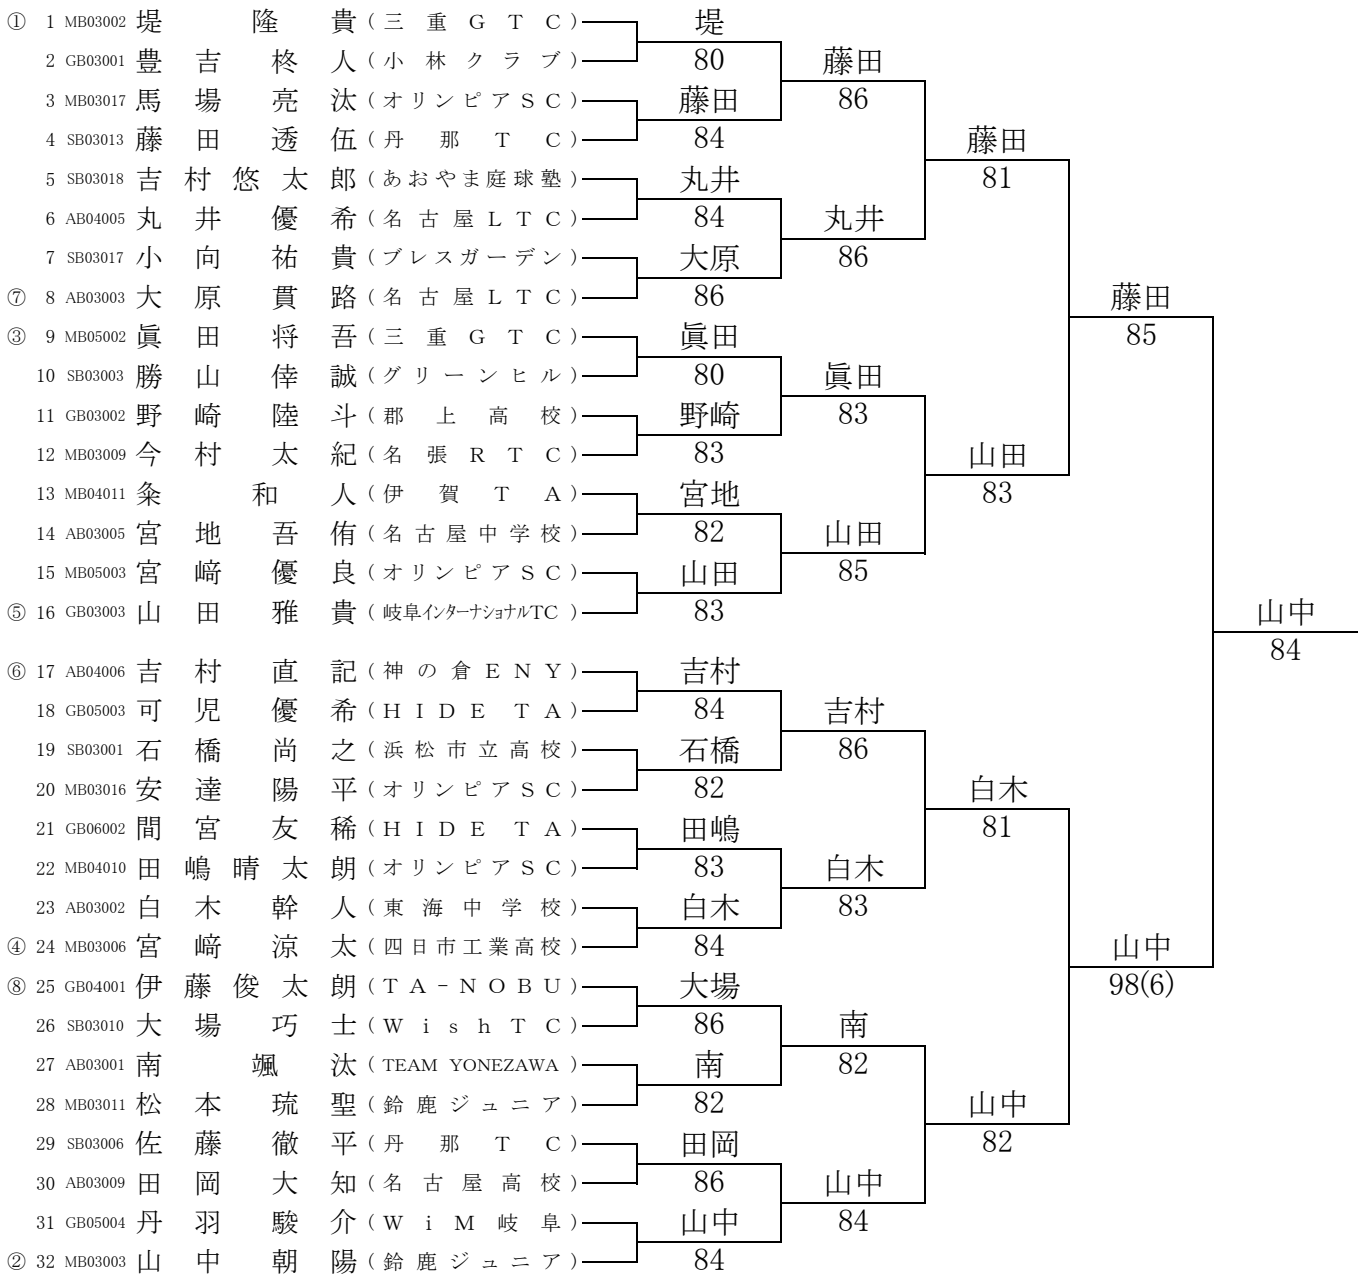 ① 1 MB03002 堤 隆 貴 (三 重 G T C) 堤
2 GB03001 豊 吉 柊 人 (小 林 ク ラ ブ) 80 藤田
3 MB03017 馬 場 亮 汰 (オリンピアSC) 藤田 86
4 SB03013 藤 田 透 伍 (丹 那 T C) 84 藤田
5 SB03018 吉 村 悠 太 郎 (あおやま庭球塾) 丸井 81
6 AB04005 丸 井 優 希 (名 古 屋 L T C) 84 丸井
7 SB03017 小 向 祐 貴 (ブレスガーデン) 大原 86
⑦ 8 AB03003 大 原 貫 路 (名 古 屋 L T C) 86 藤田
③ 9 MB05002 眞 田 将 吾 (三 重 G T C) 眞田 85
10 SB03003 勝 山 倖 誠 (グリーンヒル) 80 眞田
11 GB03002 野 崎 陸 斗 (郡 上 高 校) 野崎 83
12 MB03009 今 村 太 紀 (名 張 R T C) 83 山田
13 MB04011 粂 和 人 (伊 賀 T A) 宮地 83
14 AB03005 宮 地 吾 侑 (名古屋中学校) 82 山田
15 MB05003 宮 﨑 優 良 (オリンピアSC) 山田 85
⑤ 16 GB03003 山 田 雅 貴 (岐阜インターナショナルTC) 83 山中
84
⑥ 17 AB04006 吉 村 直 記 (神の倉ENY) 吉村
18 GB05003 可 児 優 希 (HIDE TA) 84 吉村
19 SB03001 石 橋 尚 之 (浜松市立高校) 石橋 86
20 MB03016 安 達 陽 平 (オリンピアSC) 82 白木
21 GB06002 間 宮 友 稀 (HIDE TA) 田嶋 81
22 MB04010 田 嶋 晴 太 朗 (オリンピアSC) 83 白木
23 AB03002 白 木 幹 人 (東 海 中 学 校) 白木 83
④ 24 MB03006 宮 﨑 涼 太 (四日市工業高校) 84 山中
⑧ 25 GB04001 伊 藤 俊 太 朗 (TA-NOBU) 大場 98(6)
26 SB03010 大 場 巧 士 (WishTC) 86 南
27 AB03001 南 颯 汰 (TEAM YONEZAWA) 南 82
28 MB03011 松 本 琉 聖 (鈴鹿ジュニア) 82 山中
29 SB03006 佐 藤 徹 平 (丹 那 T C) 田岡 82
30 AB03009 田 岡 大 知 (名 古 屋 高 校) 86 山中
31 GB05004 丹 羽 駿 介 (WiM岐阜) 山中 84
② 32 MB03003 山 中 朝 陽 (鈴鹿ジュニア) 84